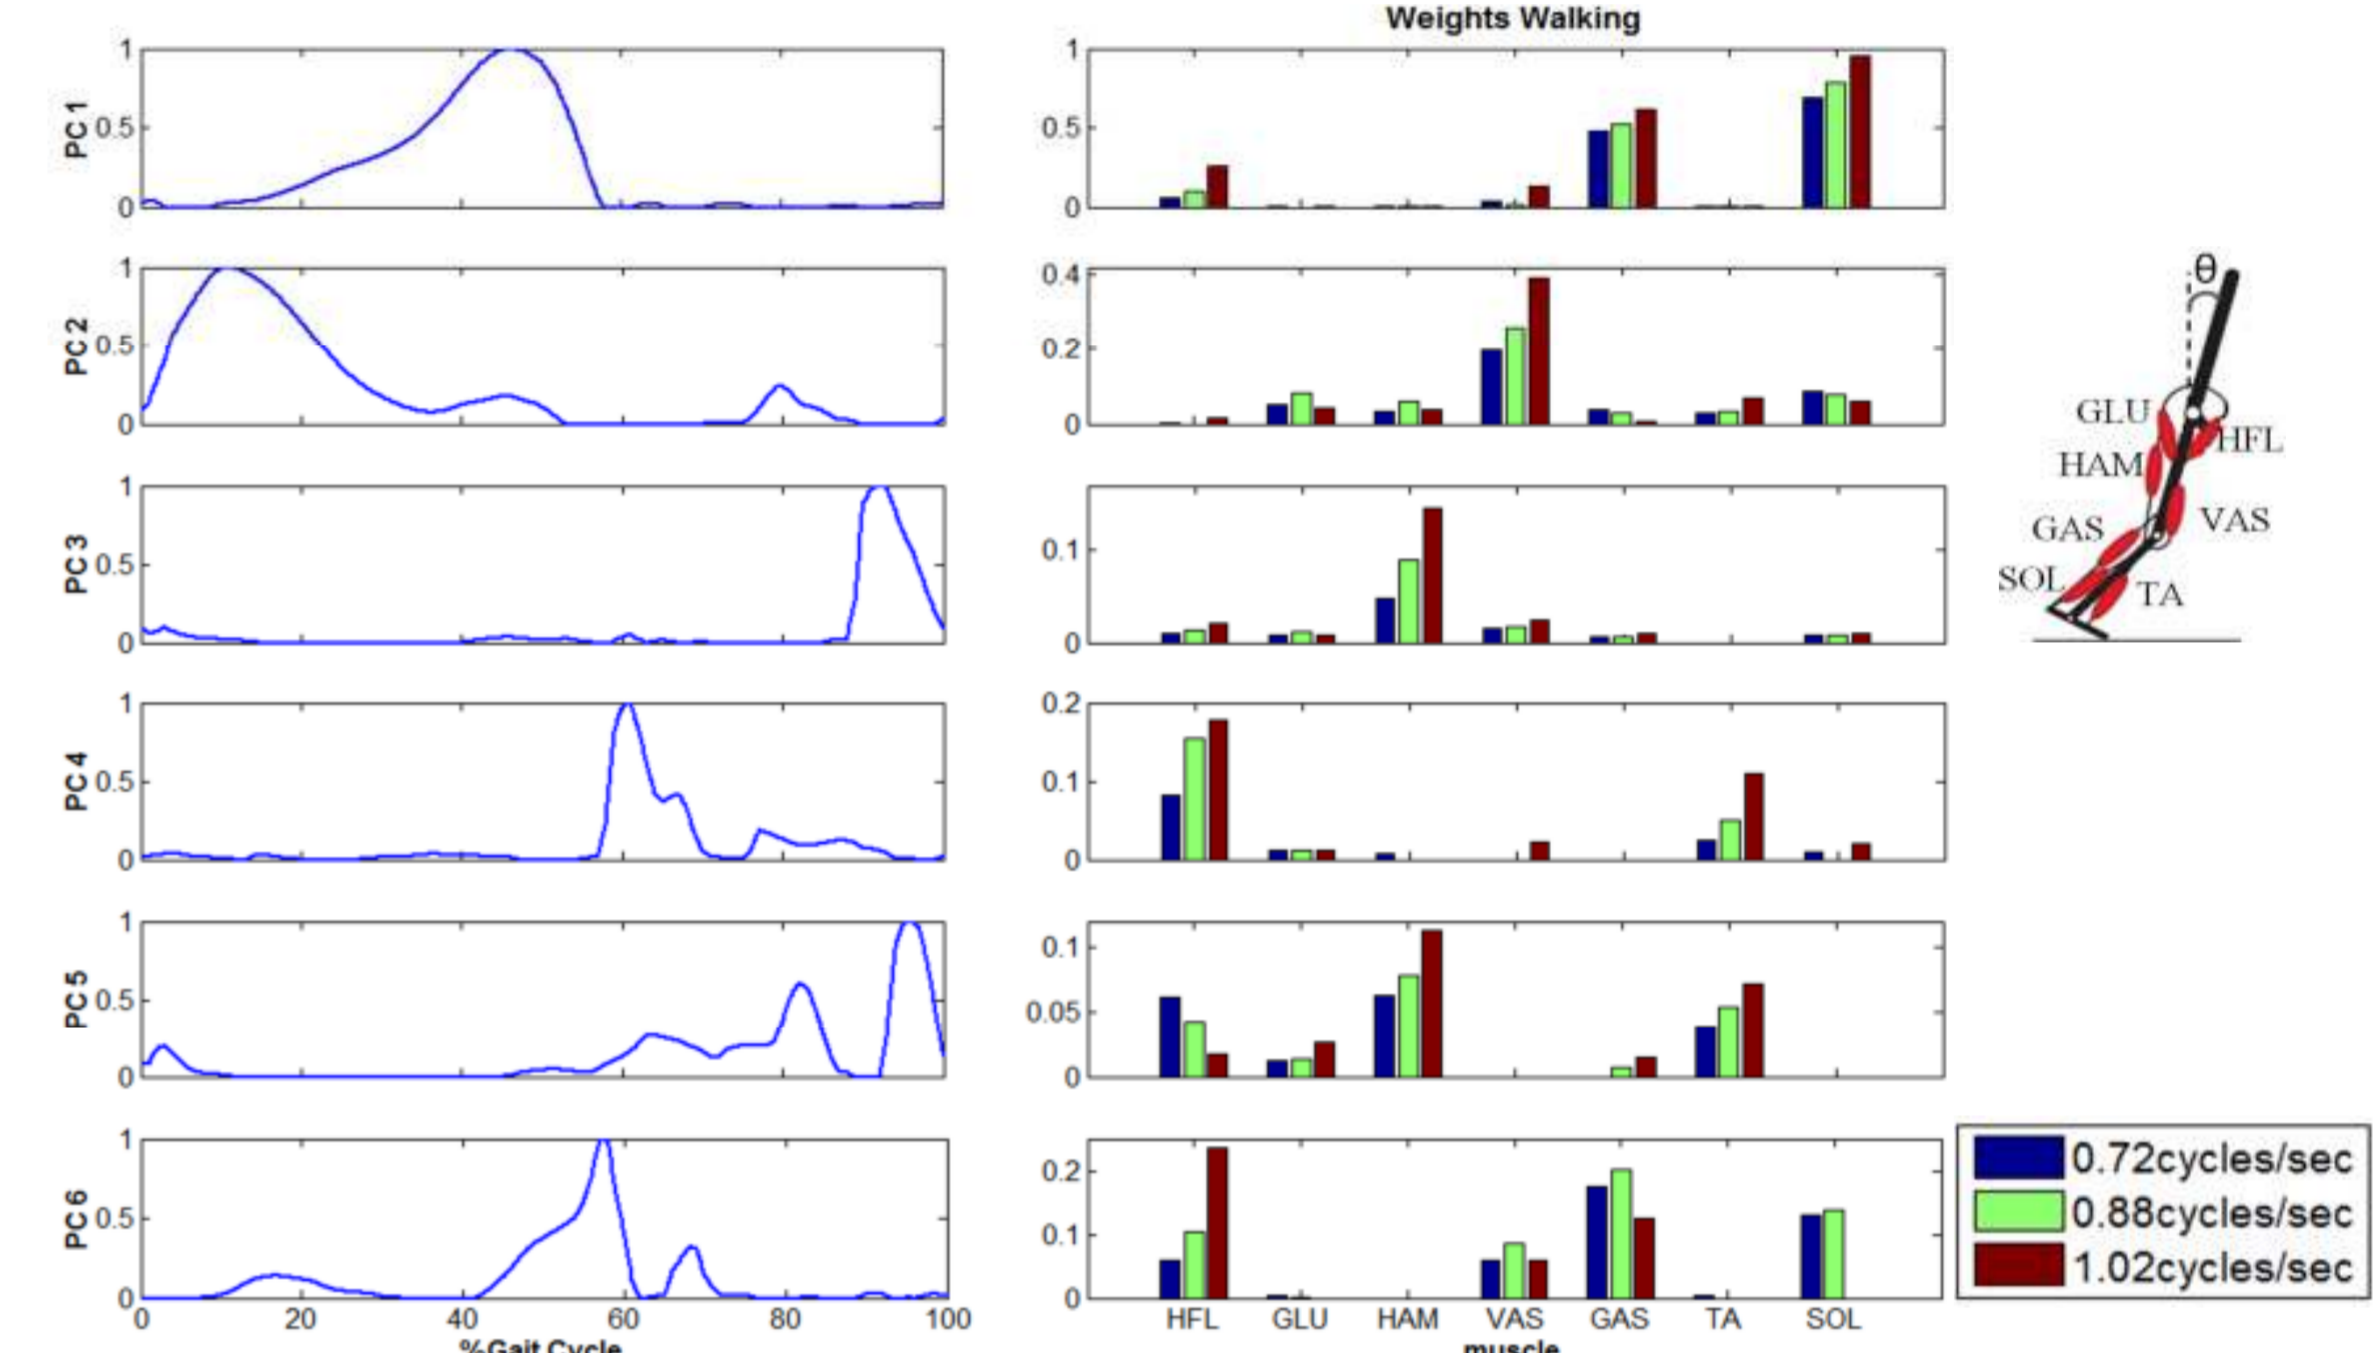 Weights Walking
PC 1
1
0.5
0
1
0.5
0
PC 2
1
0.5
0
0.4
0.2
0
PC 3
1
0.5
0
0.1
0
PC 4
1
0.5
0
0.2
0.1
0
PC 5
1
0.5
0
0.1
0.05
0
PC 6
1
0.5
0
0.2
0.1
0
0 20 40 60 80 100
%Gait Cycle
HFL GLU HAM VAS GAS TA SOL
muscle
θ
GLU
HFL
HAM
VAS
GAS
SOL
TA
0.72cycles/sec
0.88cycles/sec
1.02cycles/sec